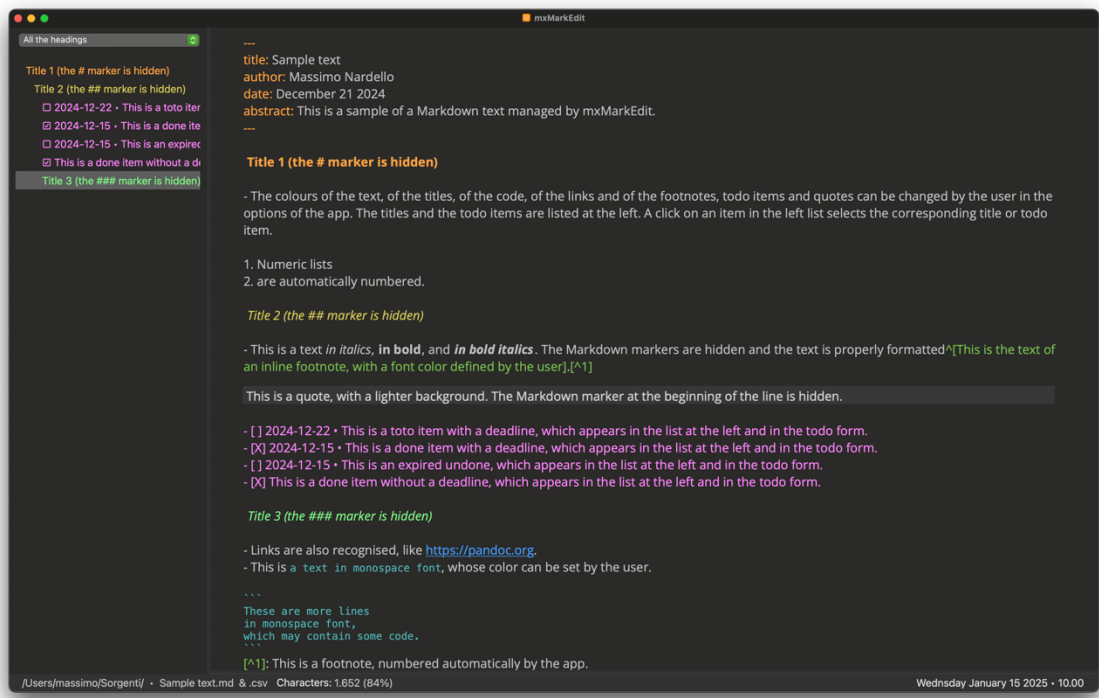 mxMarkEdit
All the headings
Title 1 (the # marker is hidden)
Title 2 (the ## marker is hidden)
☐ 2024-12-22 • This is a toto iter
☑ 2024-12-15 • This is a done ite
☐ 2024-12-15 • This is an expired
☑ This is a done item without a de
Title 3 (the ### marker is hidden)
---
title: Sample text
author: Massimo Nardello
date: December 21 2024
abstract: This is a sample of a Markdown text managed by mxMarkEdit.
---
Title 1 (the # marker is hidden)
- The colours of the text, of the titles, of the code, of the links and of the footnotes, todo items and quotes can be changed by the user in the
options of the app. The titles and the todo items are listed at the left. A click on an item in the left list selects the corresponding title or todo
item.
1. Numeric lists
2. are automatically numbered.
Title 2 (the ## marker is hidden)
- This is a text in italics, in bold, and in bold italics. The Markdown markers are hidden and the text is properly formatted^[This is the text of
an inline footnote, with a font color defined by the user].[^1]
This is a quote, with a lighter background. The Markdown marker at the beginning of the line is hidden.
- [ ] 2024-12-22 • This is a toto item with a deadline, which appears in the list at the left and in the todo form.
- [X] 2024-12-15 • This is a done item with a deadline, which appears in the list at the left and in the todo form.
- [ ] 2024-12-15 • This is an expired undone, which appears in the list at the left and in the todo form.
- [X] This is a done item without a deadline, which appears in the list at the left and in the todo form.
Title 3 (the ### marker is hidden)
- Links are also recognised, like https://pandoc.org.
- This is a text in monospace font, whose color can be set by the user.
```
These are more lines
in monospace font,
which may contain some code.
```
[^1]: This is a footnote, numbered automatically by the app.
/Users/massimo/Sorgenti/ • Sample text.md & .csv Characters: 1.652 (84%)
Wednsday January 15 2025 • 10.00